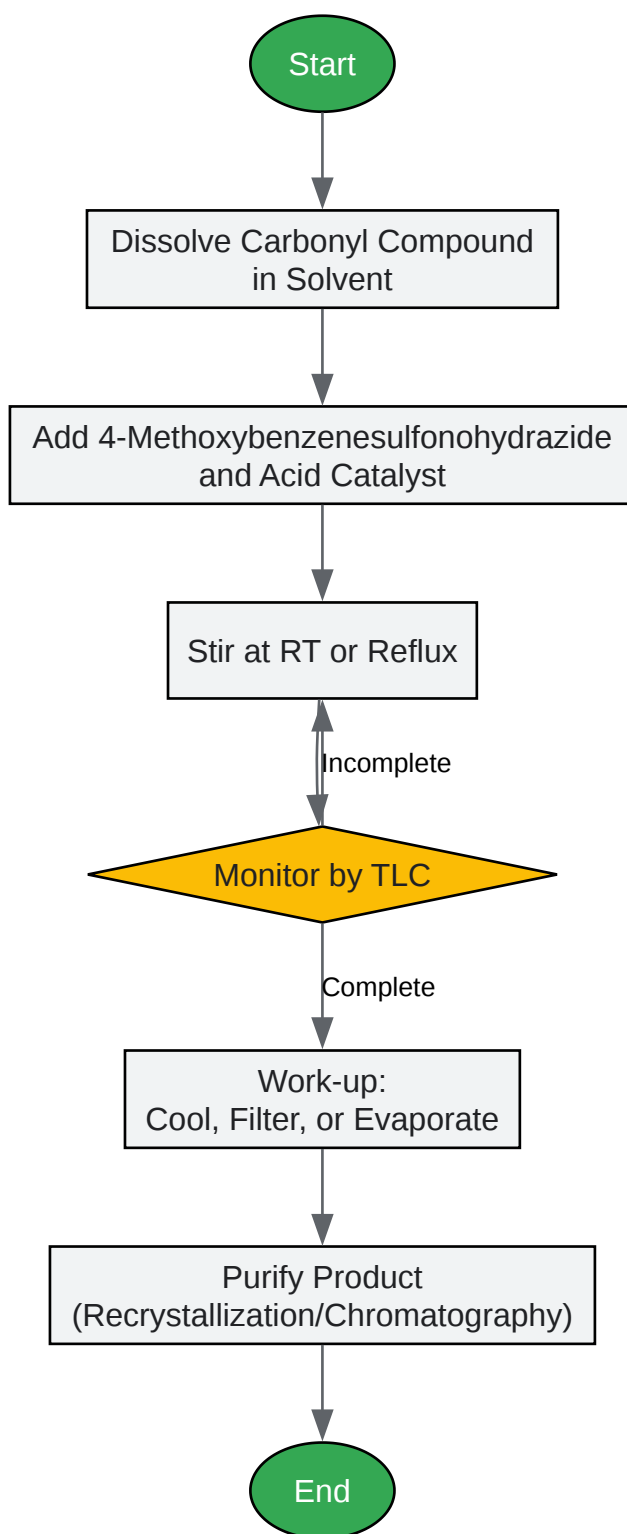 Start
Dissolve Carbonyl Compound
in Solvent
Add 4-Methoxybenzenesulfonohydrazide
and Acid Catalyst
Stir at RT or Reflux
Incomplete
Monitor by TLC
Complete
Work-up:
Cool, Filter, or Evaporate
Purify Product
(Recrystallization/Chromatography)
End